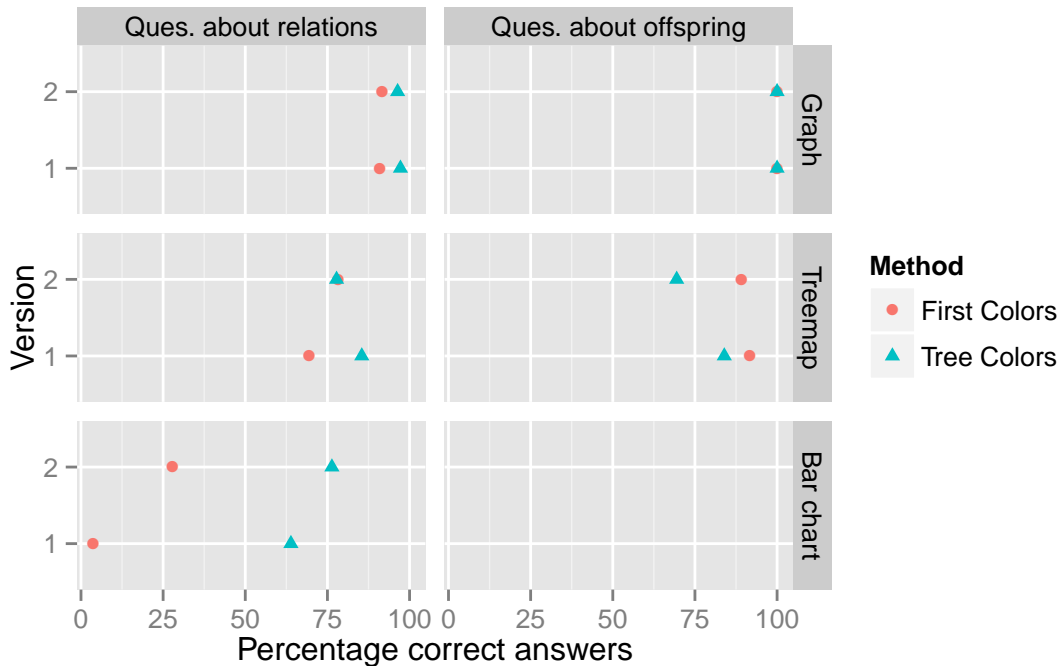 Ques. about relations
Ques. about offspring
2
1
Graph
2
1
Treemap
2
1
Bar chart
0 25 50 75 100
0 25 50 75 100
Version
Percentage correct answers
Method
First Colors
Tree Colors